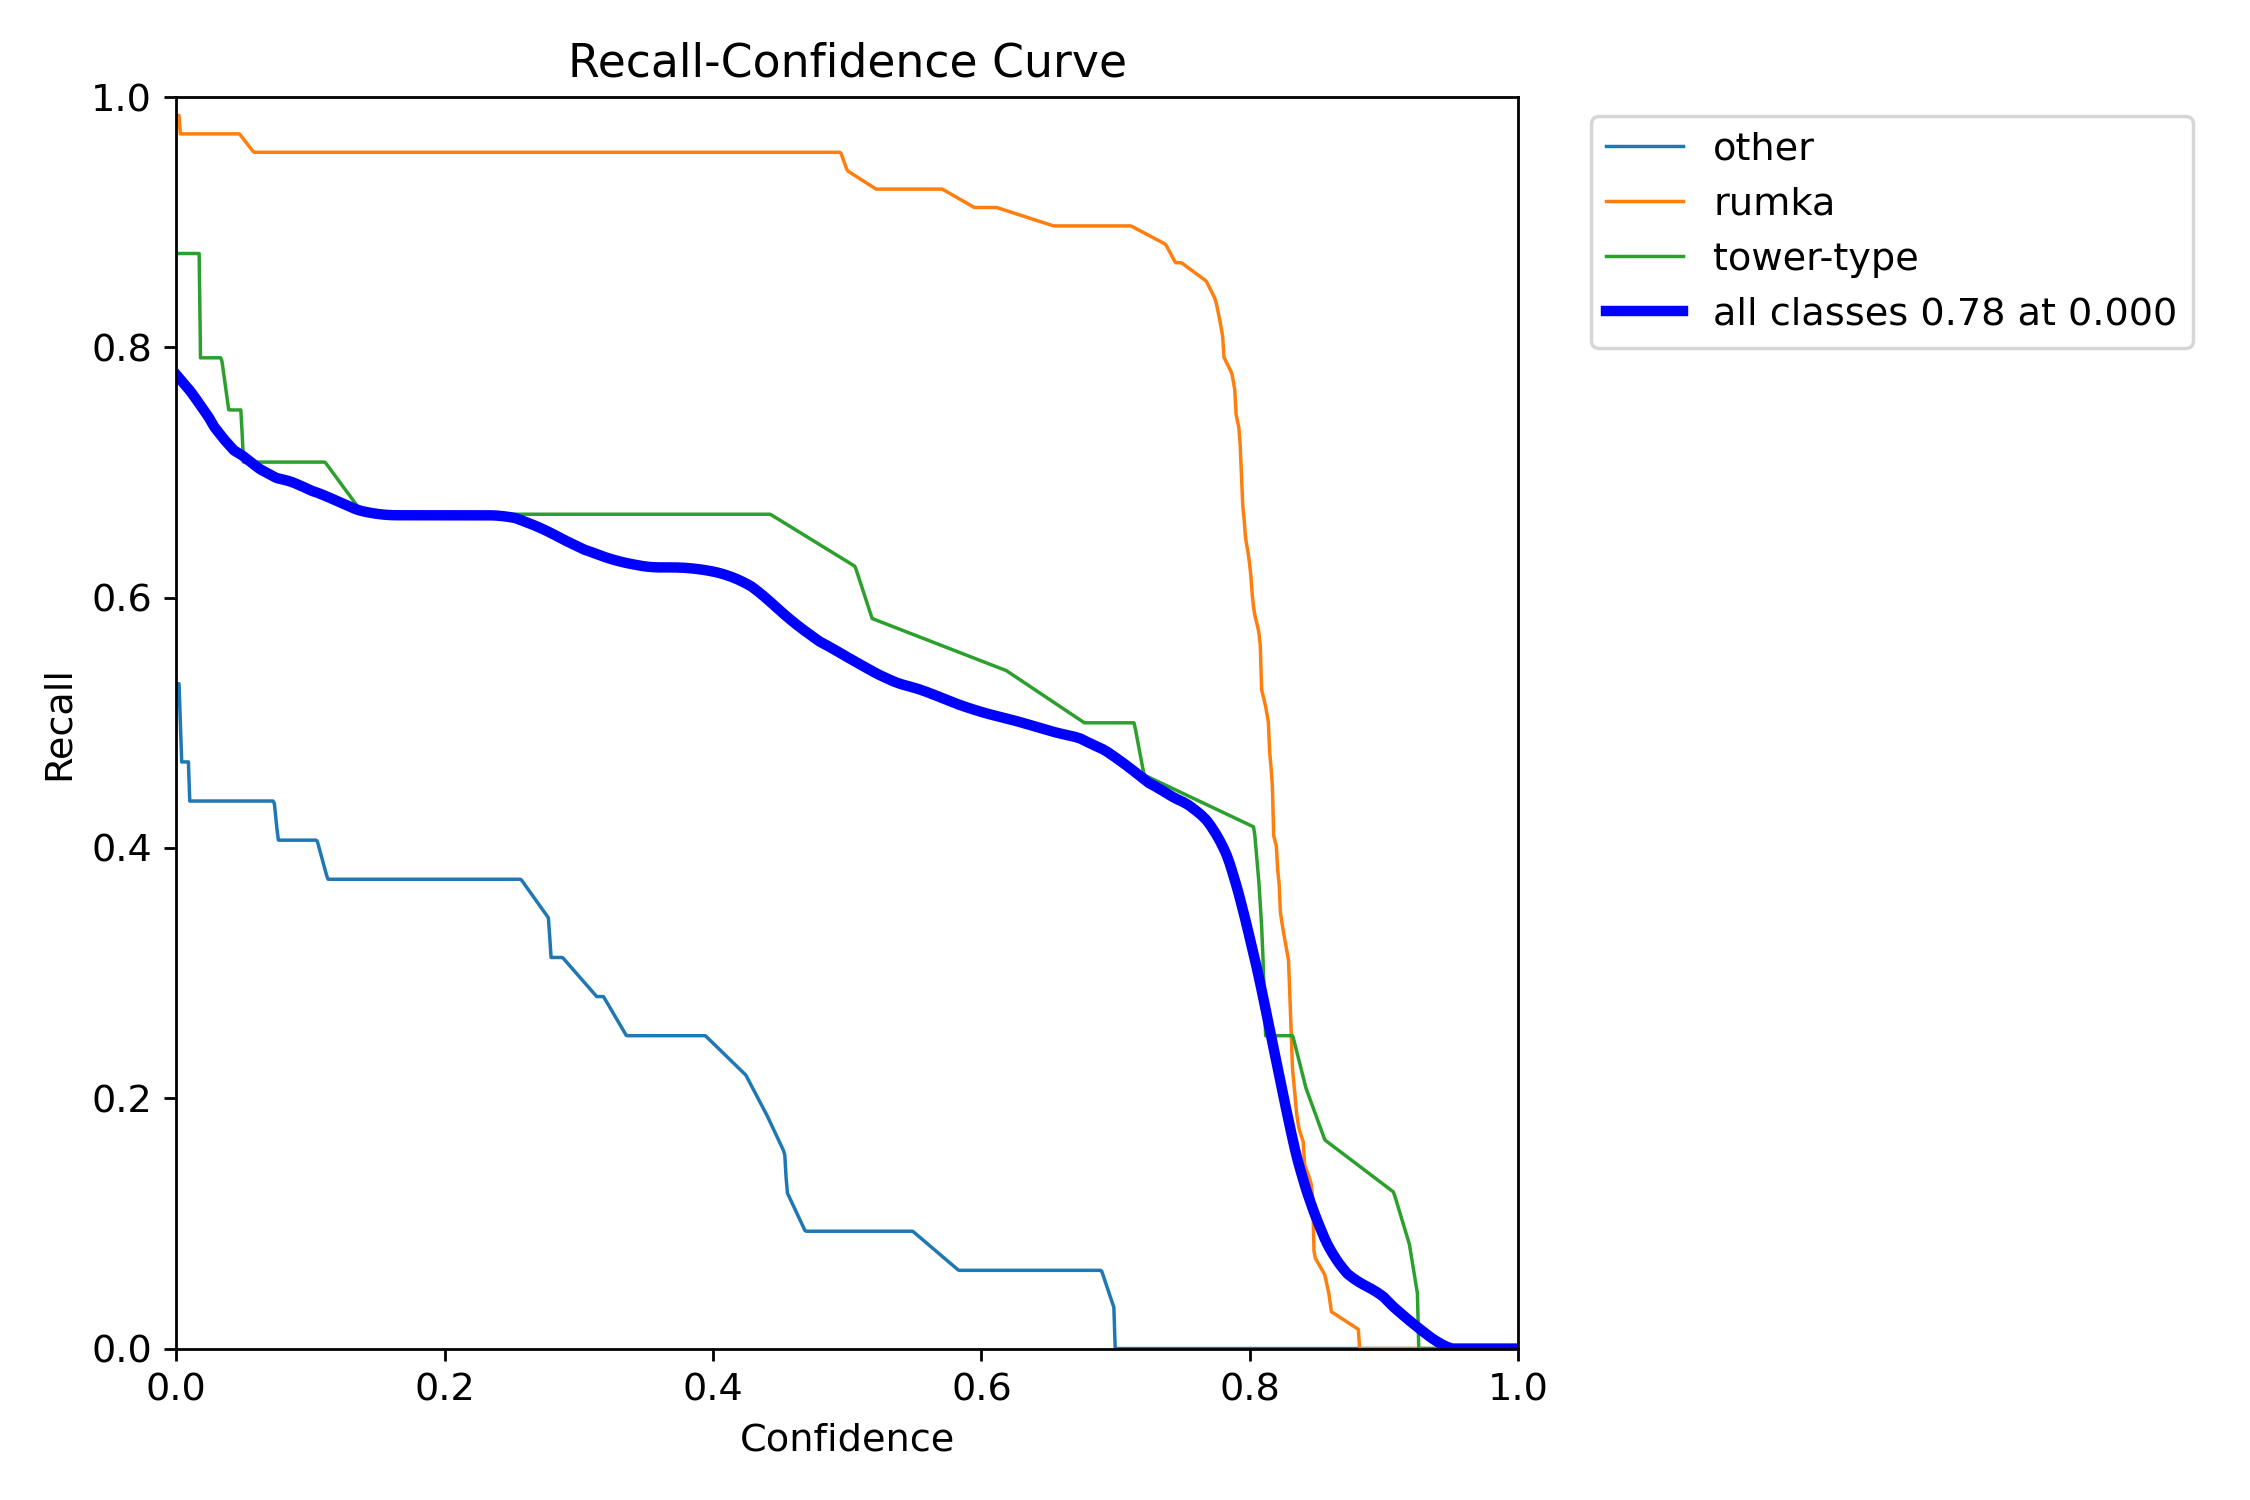 Recall-Confidence Curve
1.0
0.8
0.6
0.4
0.2
0.0
Recall
0.0 0.2 0.4 0.6 0.8 1.0
Confidence
other
rumka
tower-type
all classes 0.78 at 0.000